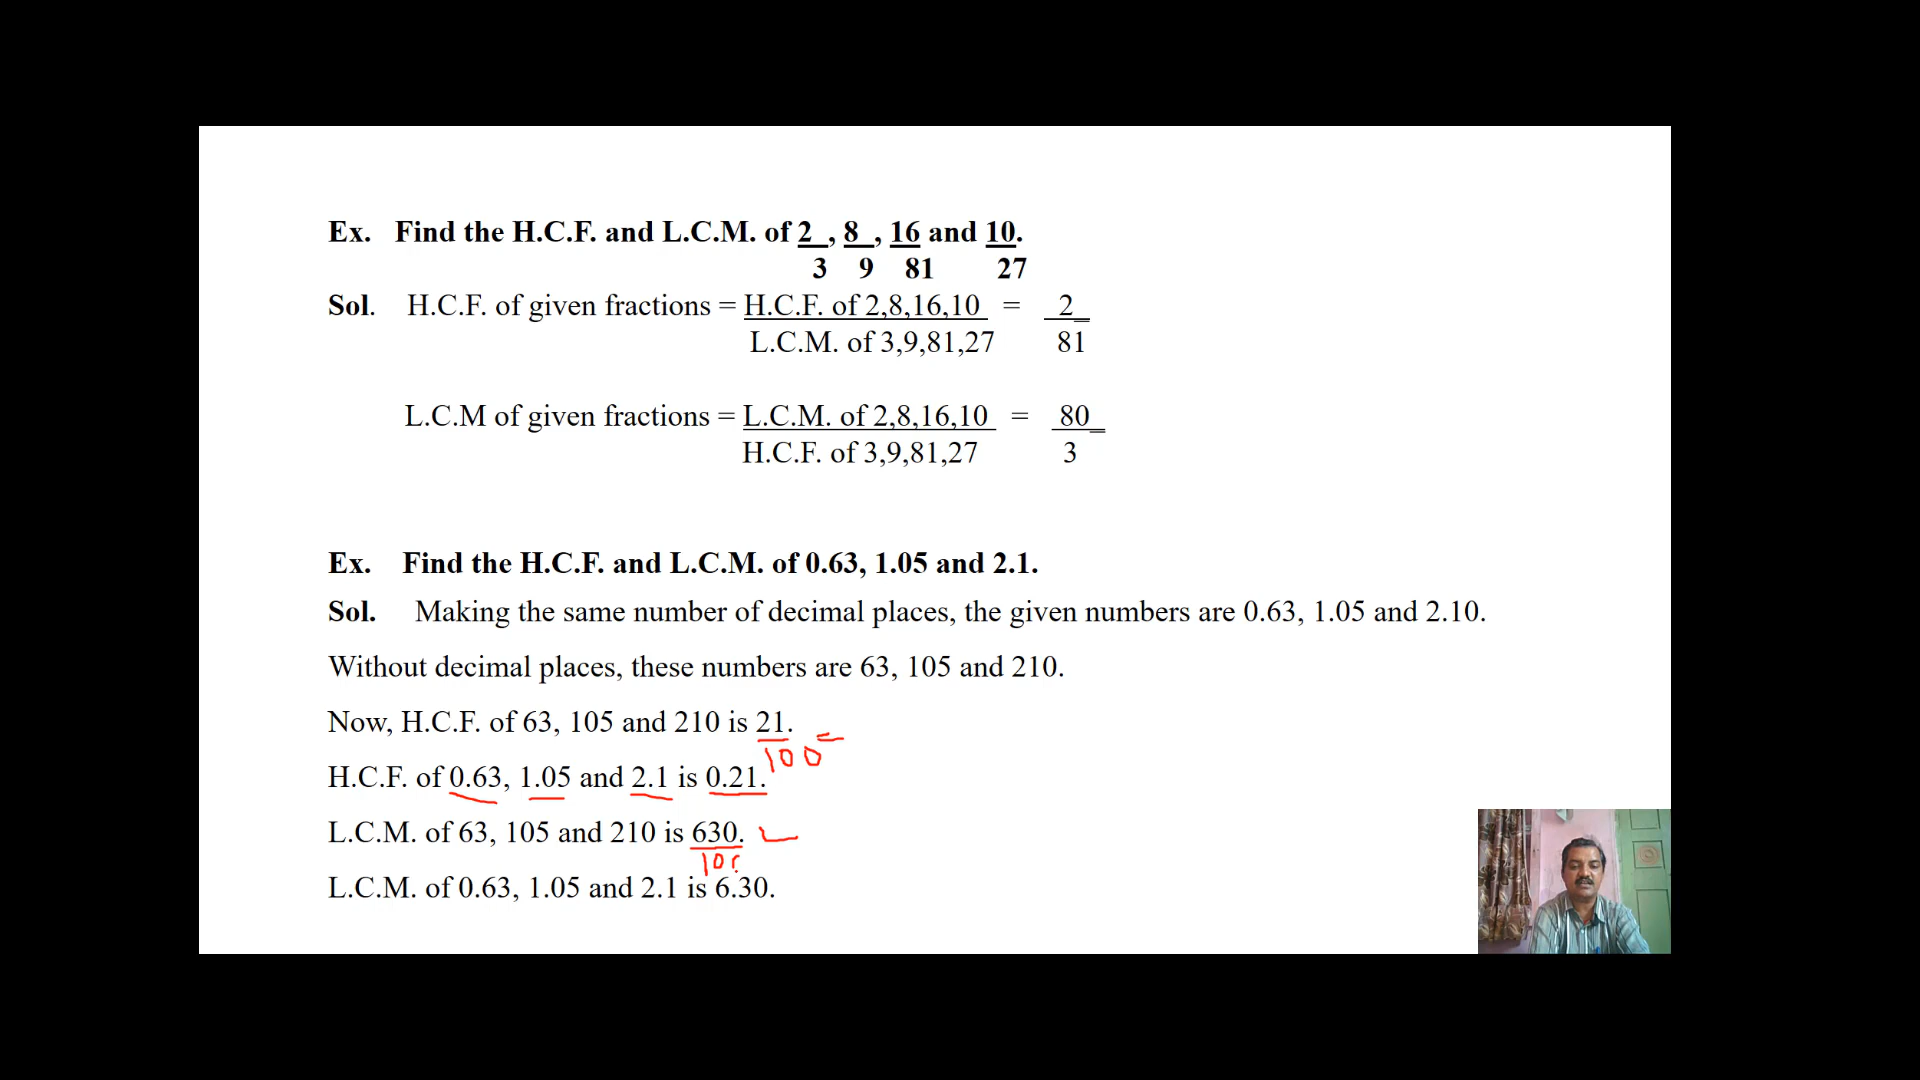 Ex. Find the H.C.F. and L.C.M. of 2 , 8 , 16 and 10.
3 9 81 27
Sol. H.C.F. of given fractions = H.C.F. of 2,8,16,10 = 2
L.C.M. of 3,9,81,27 81
L.C.M of given fractions = L.C.M. of 2,8,16,10 = 80
H.C.F. of 3,9,81,27 3
Ex. Find the H.C.F. and L.C.M. of 0.63, 1.05 and 2.1.
Sol. Making the same number of decimal places, the given numbers are 0.63, 1.05 and 2.10.
Without decimal places, these numbers are 63, 105 and 210.
Now, H.C.F. of 63, 105 and 210 is 21.
100
H.C.F. of 0.63, 1.05 and 2.1 is 0.21.
L.C.M. of 63, 105 and 210 is 630.
L.C.M. of 0.63, 1.05 and 2.1 is 6.30.